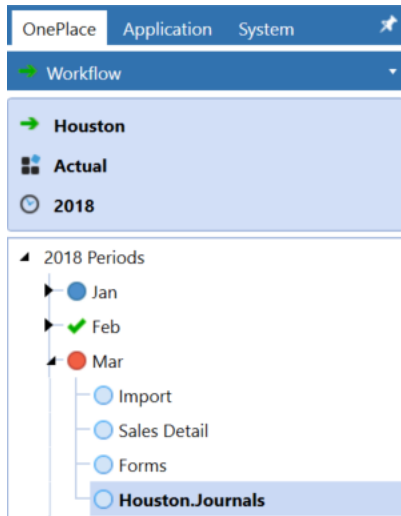 OnePlace Application System
Workflow
Houston
Actual
2018
2018 Periods
Jan
Feb
Mar
Import
Sales Detail
Forms
Houston.Journals